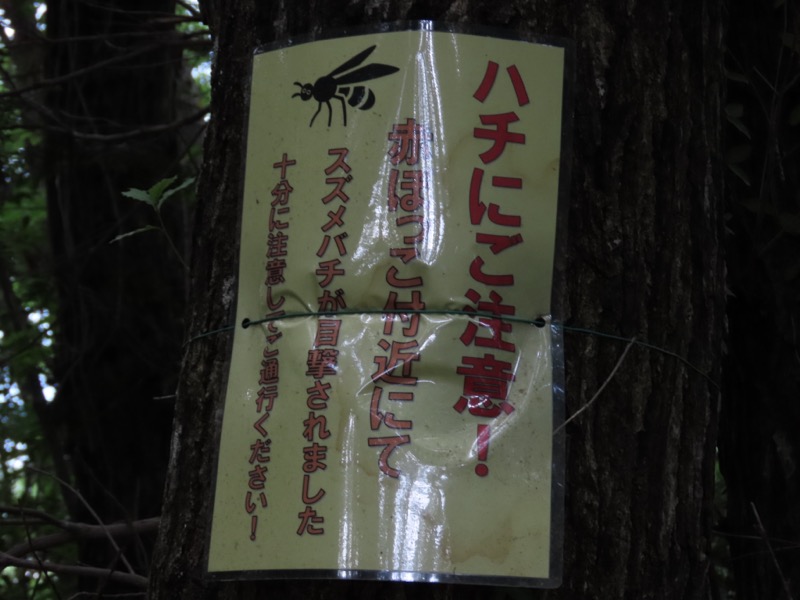 ハチにご注意！
赤ぼっこ付近にて
スズメバチが目撃されました
十分に注意してご通行ください！